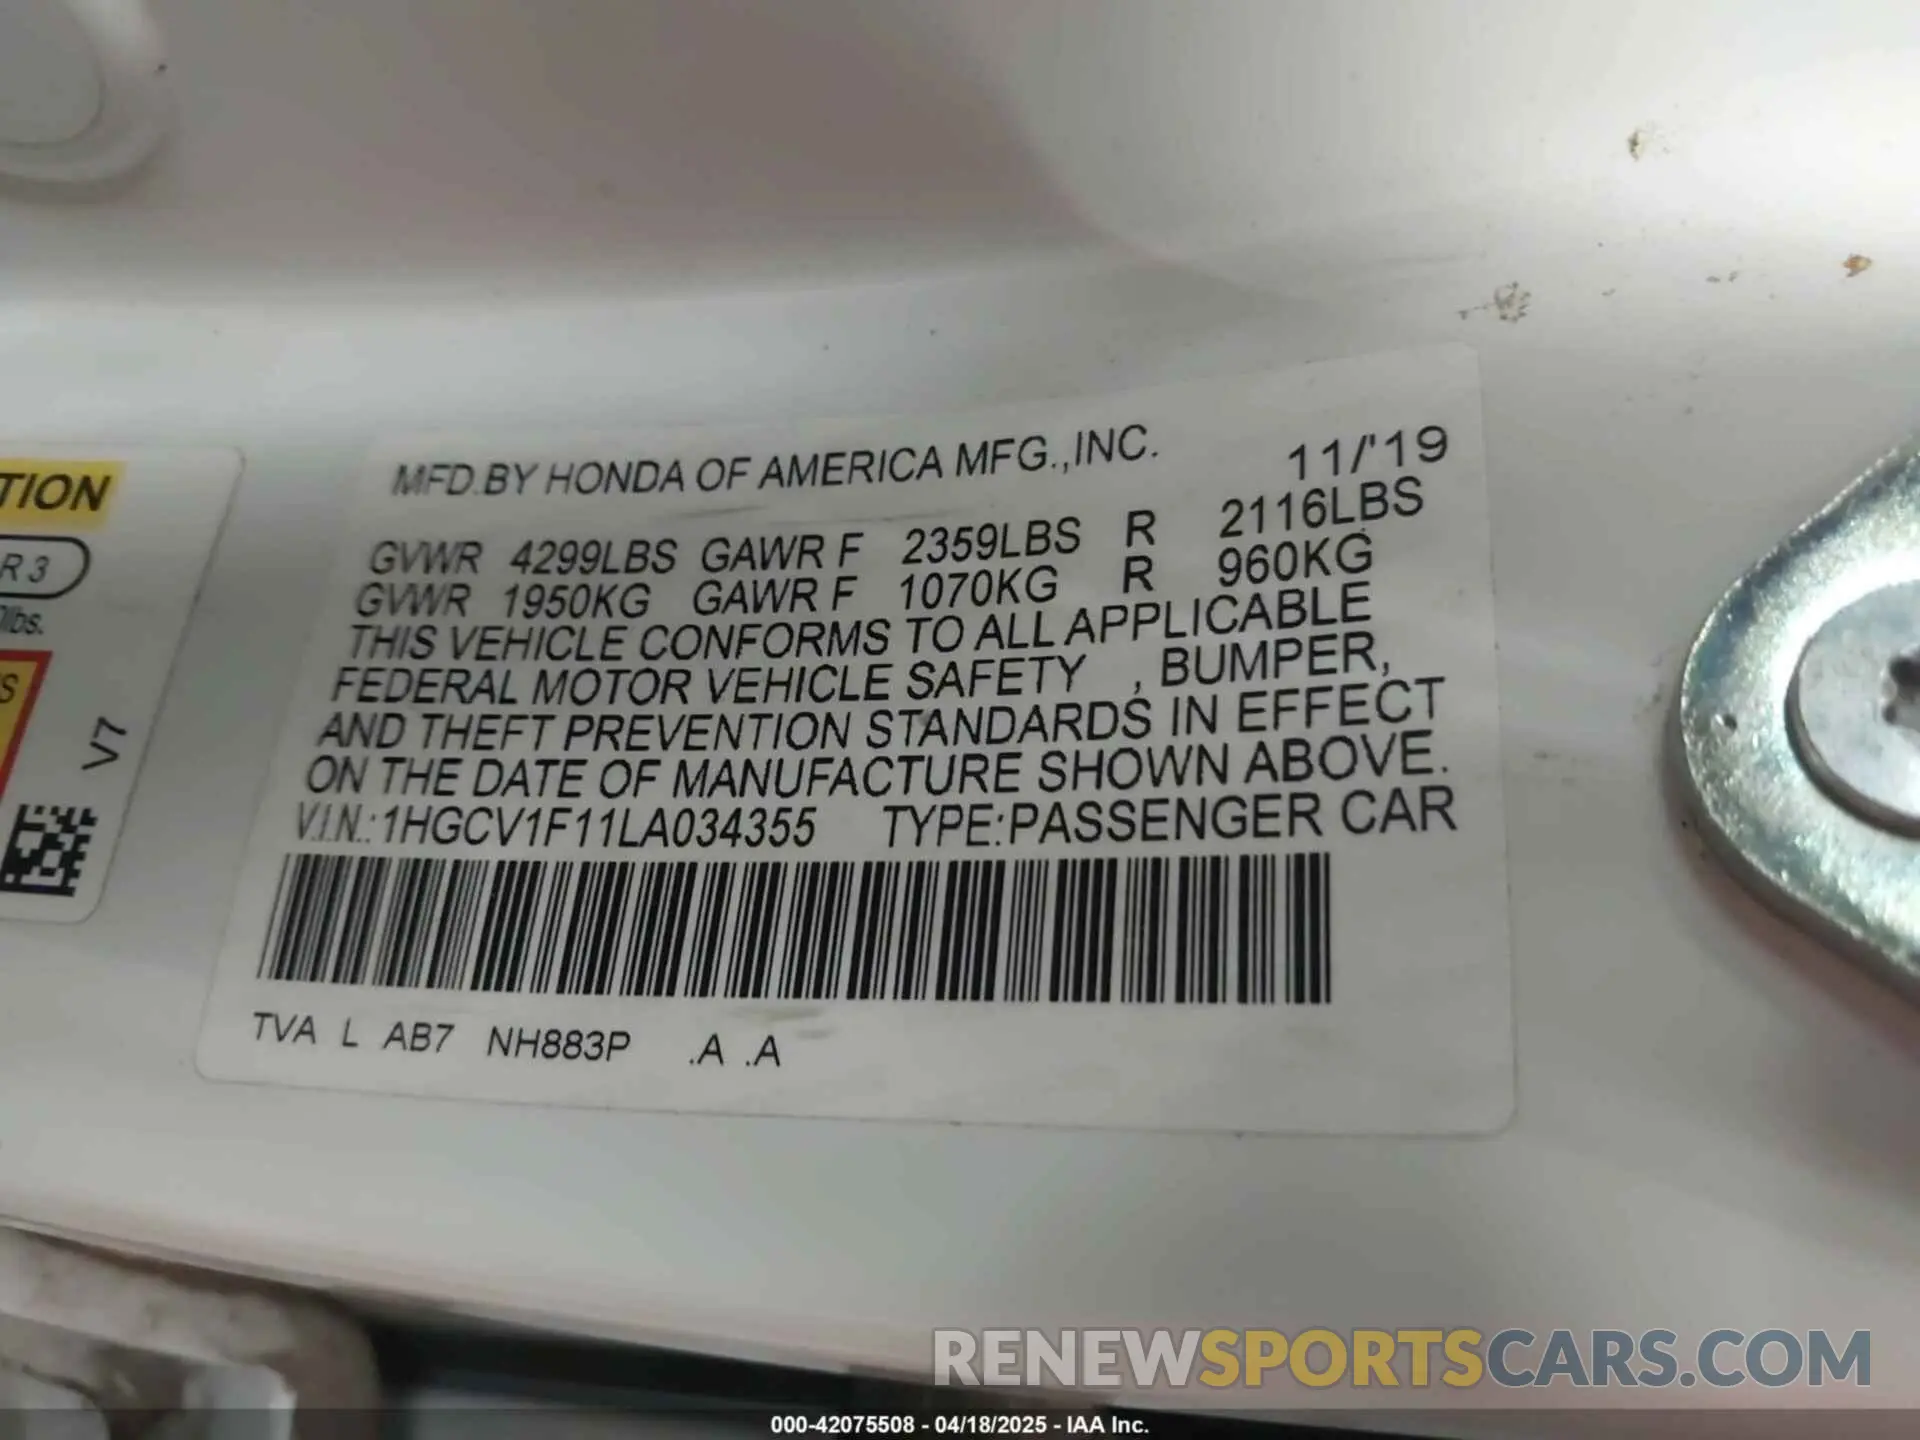 MFD.BY HONDA OF AMERICA MFG.,INC. 11/'19
GVWR 4299LBS GAWR F 2359LBS R 2116LBS
GVWR 1950KG GAWR F 1070KG R 960KG
THIS VEHICLE CONFORMS TO ALL APPLICABLE
FEDERAL MOTOR VEHICLE SAFETY , BUMPER,
AND THEFT PREVENTION STANDARDS IN EFFECT
ON THE DATE OF MANUFACTURE SHOWN ABOVE.
V.I.N.:1HGCV1F11LA034355 TYPE:PASSENGER CAR
TVA L AB7 NH883P .A .A
TION
R 3
lbs.
S
V7
RENEWSPORTSCARS.COM
000-42075508 - 04/18/2025 - IAA Inc.